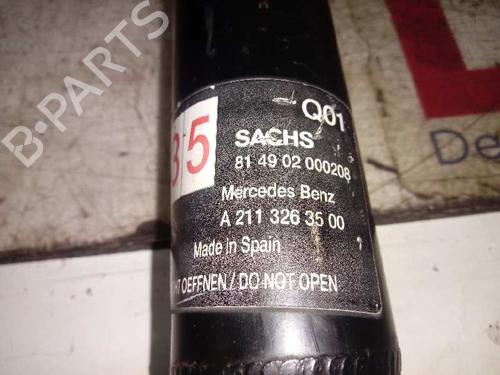 B-PARTS
35
Q01
SACHS
81 49 02 000208
Mercedes Benz
A 211 326 35 00
Made in Spain
OEFFNEN / DO NOT OPEN
De